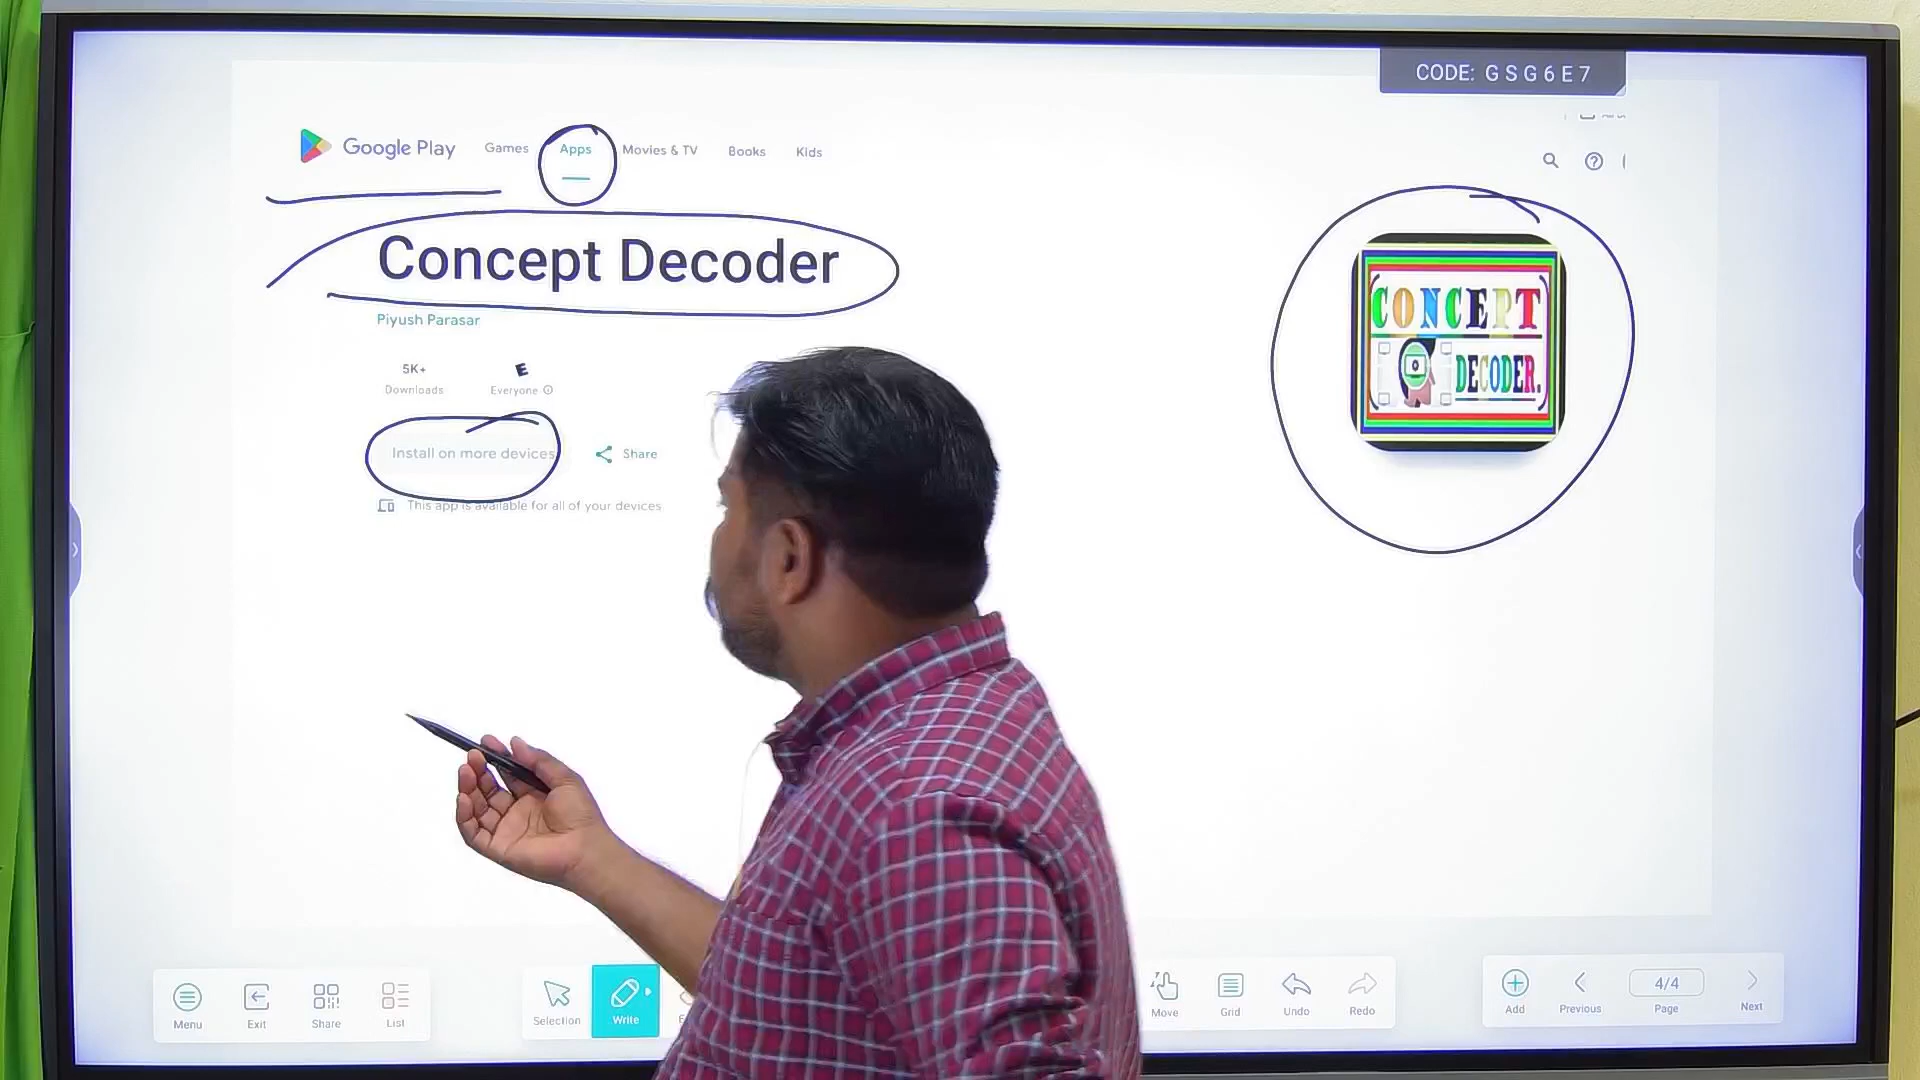 CODE: G S G 6 E 7
Google Play Games Apps Movies & TV Books Kids
Concept Decoder
Piyush Parasar
5K+
Downloads
E
Everyone
Install on more devices
Share
This app is available for all of your devices
CONCEPT
DECODER.
Menu Exit Share List
Selection Write
Move Grid Undo Redo
Add Previous 4/4 Page Next